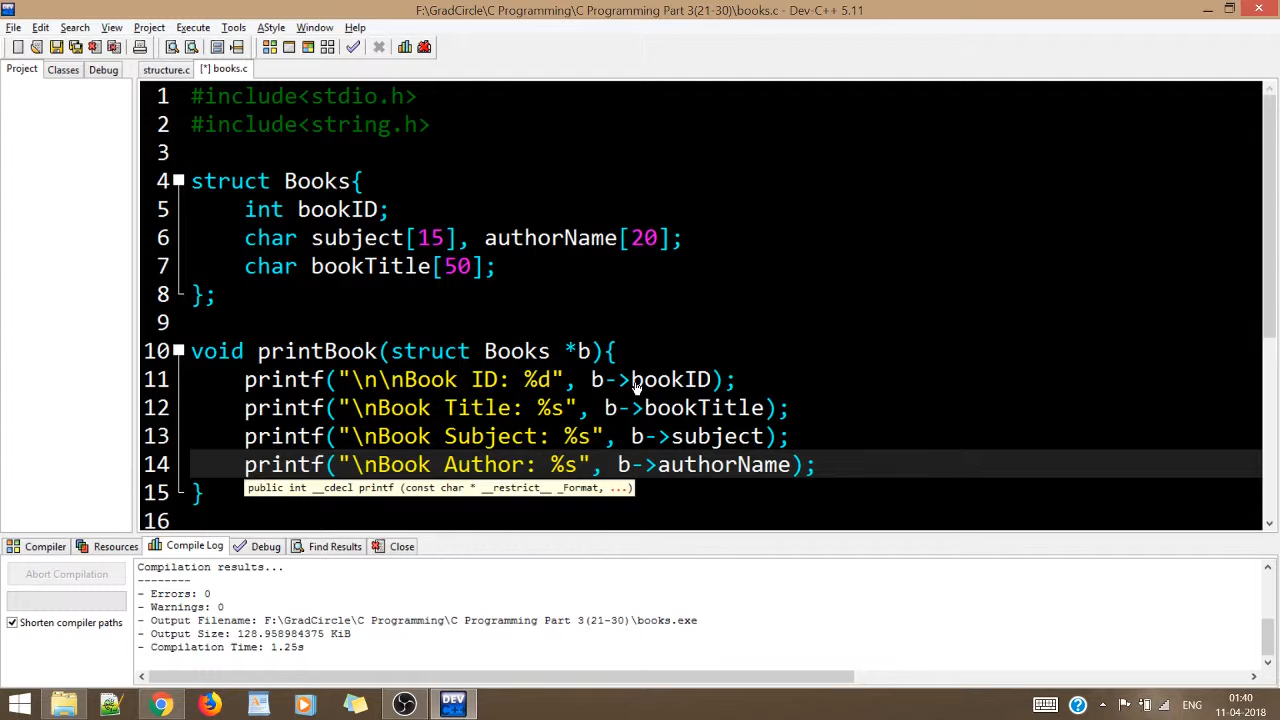 F:\GradCircle\C Programming\C Programming Part 3(21-30)\books.c - Dev-C++ 5.11
File Edit Search View Project Execute Tools AStyle Window Help
Project Classes Debug structure.c [*] books.c
1 #include<stdio.h>
2 #include<string.h>
3
4 struct Books{
5 int bookID;
6 char subject[15], authorName[20];
7 char bookTitle[50];
8 };
9
10 void printBook(struct Books *b){
11 printf("\n\nBook ID: %d", b->bookID);
12 printf("\nBook Title: %s", b->bookTitle);
13 printf("\nBook Subject: %s", b->subject);
14 printf("\nBook Author: %s", b->authorName);
15 }
public int __cdecl printf (const char * __restrict__ _Format, ...)
16
Compiler Resources Compile Log Debug Find Results Close
Abort Compilation
Shorten compiler paths
Compilation results...
--------
- Errors: 0
- Warnings: 0
- Output Filename: F:\GradCircle\C Programming\C Programming Part 3(21-30)\books.exe
- Output Size: 128.958984375 KiB
- Compilation Time: 1.25s
DEV
ENG
01:40
11-04-2018